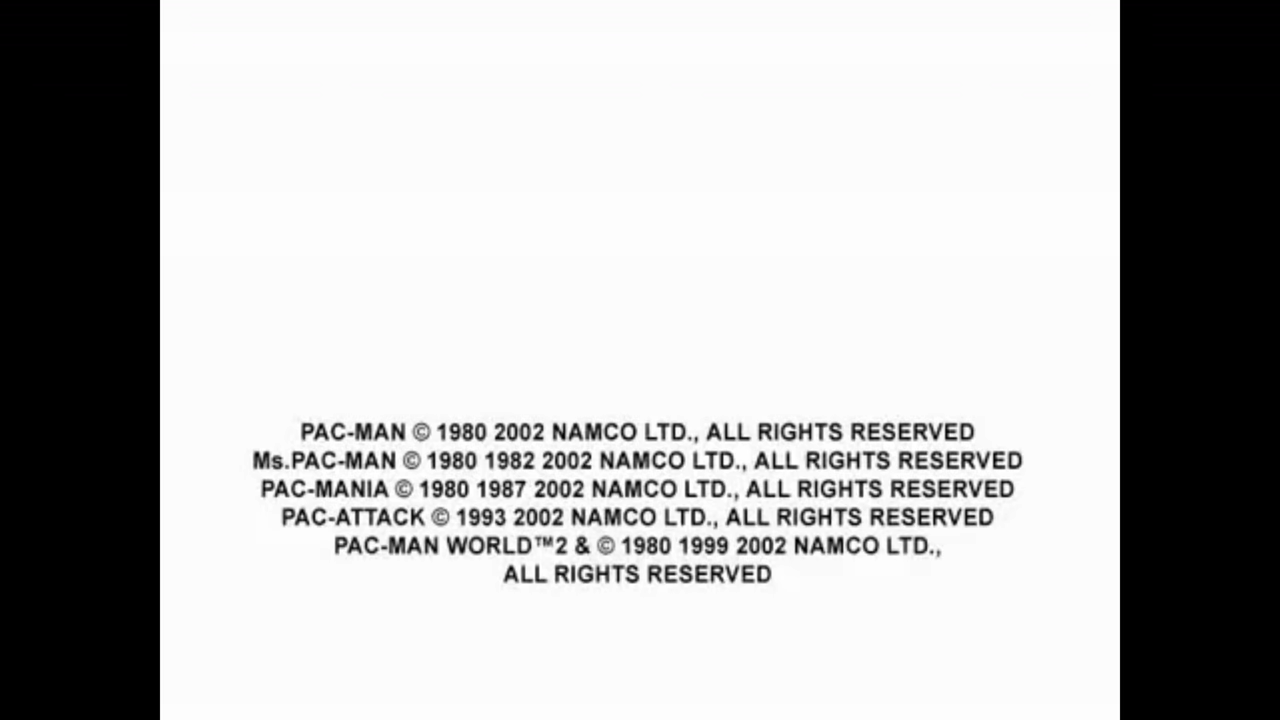 PAC-MAN © 1980 2002 NAMCO LTD., ALL RIGHTS RESERVED
Ms.PAC-MAN © 1980 1982 2002 NAMCO LTD., ALL RIGHTS RESERVED
PAC-MANIA © 1980 1987 2002 NAMCO LTD., ALL RIGHTS RESERVED
PAC-ATTACK © 1993 2002 NAMCO LTD., ALL RIGHTS RESERVED
PAC-MAN WORLD™2 & © 1980 1999 2002 NAMCO LTD.,
ALL RIGHTS RESERVED